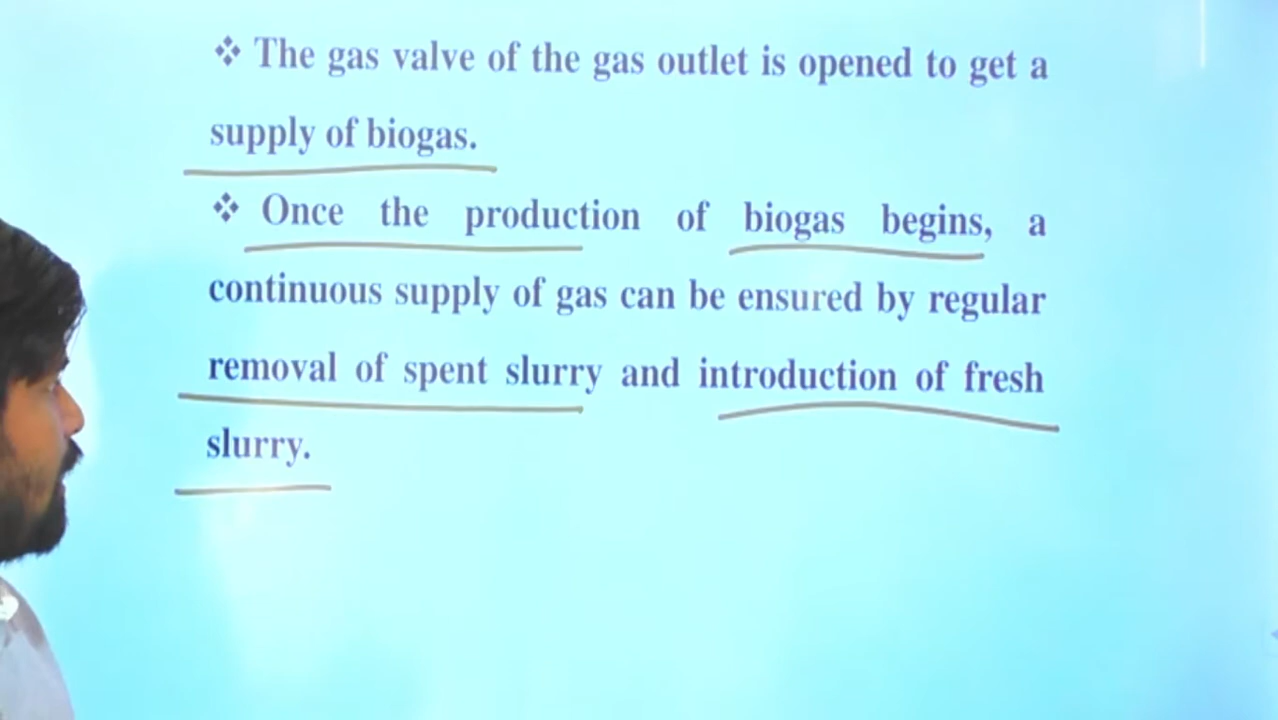 ❖ The gas valve of the gas outlet is opened to get a
supply of biogas.
❖ Once the production of biogas begins, a
continuous supply of gas can be ensured by regular
removal of spent slurry and introduction of fresh
slurry.